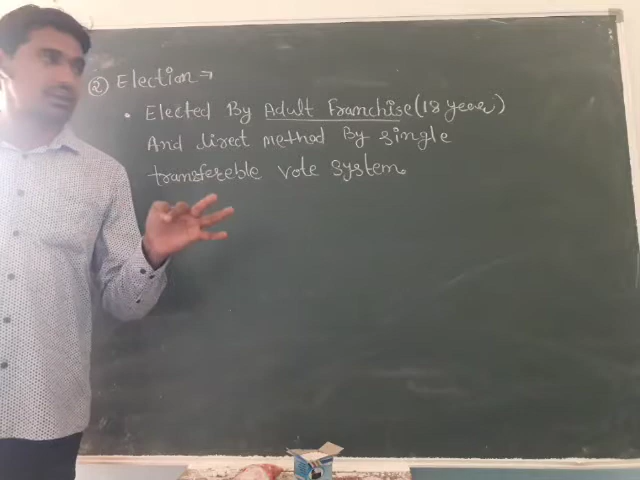 ② Election →
• Elected By Adult Franchise (18 year)
And direct method By single
transfereble vote system.